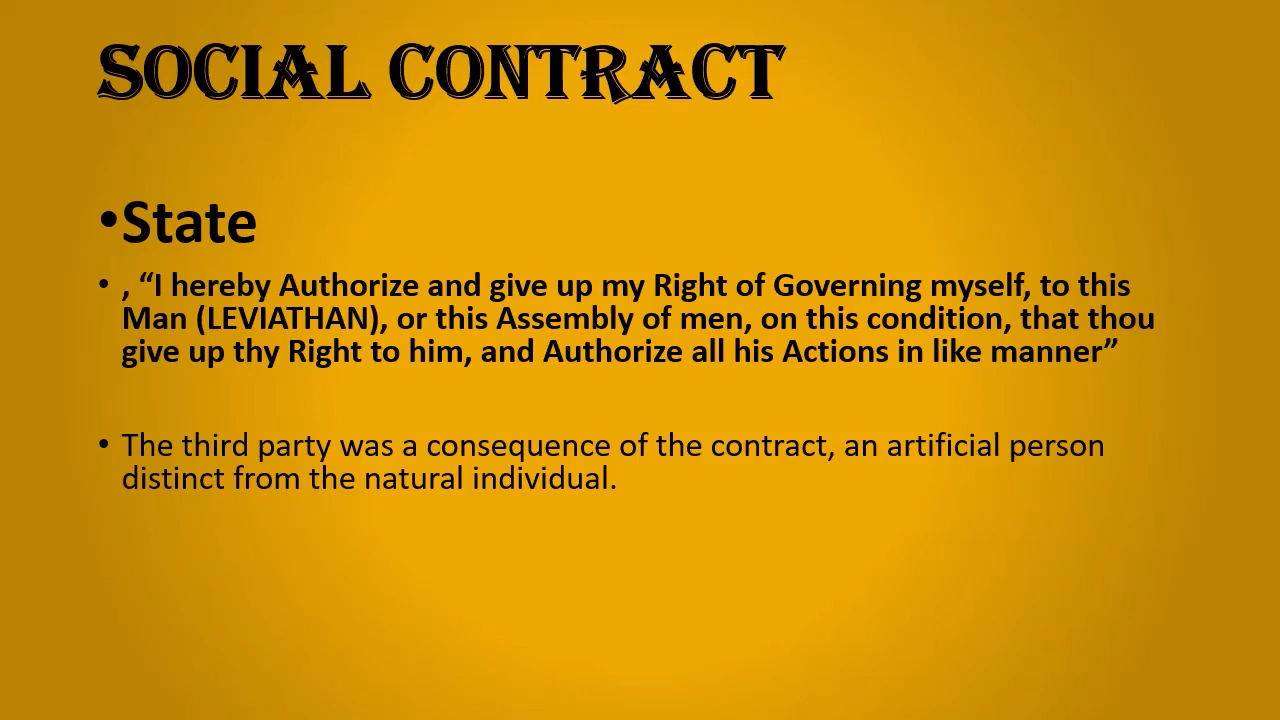 SOCIAL CONTRACT
•State
• , “I hereby Authorize and give up my Right of Governing myself, to this
Man (LEVIATHAN), or this Assembly of men, on this condition, that thou
give up thy Right to him, and Authorize all his Actions in like manner”
• The third party was a consequence of the contract, an artificial person
distinct from the natural individual.